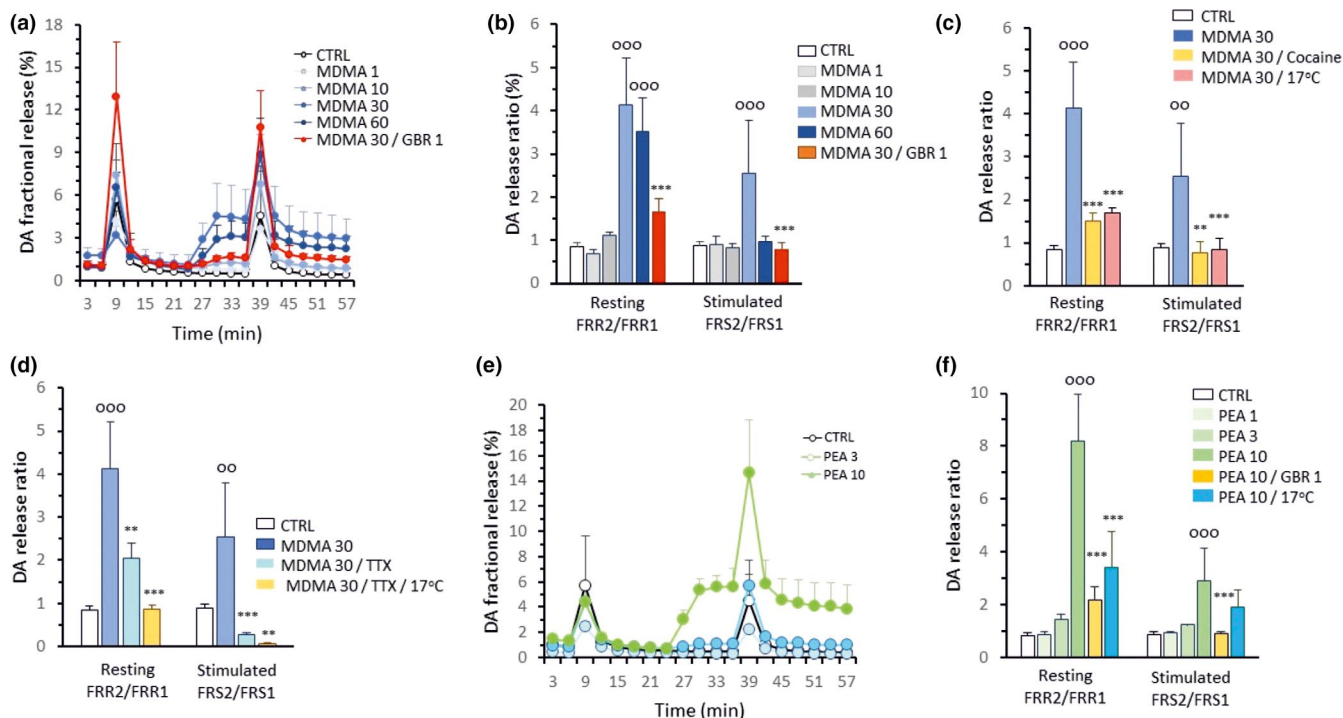 (a)
DA fractional release (%)
18
15
12
9
6
3
0
3 9 15 21 27 33 39 45 51 57
Time (min)
CTRL
MDMA 1
MDMA 10
MDMA 30
MDMA 60
MDMA 30 / GBR 1
(b)
DA release ratio (%)
6
5
4
3
2
1
0
ooo
ooo
***
ooo
***
CTRL
MDMA 1
MDMA 10
MDMA 30
MDMA 60
MDMA 30 / GBR 1
Resting Stimulated
FRR2/FRR1 FRS2/FRS1
(c)
DA release ratio
6
5
4
3
2
1
0
CTRL
MDMA 30
MDMA 30 / Cocaine
MDMA 30 / 17ºC
ooo
***
***
oo
**
***
Resting Stimulated
FRR2/FRR1 FRS2/FRS1
(d)
DA release ratio
6
5
4
3
2
1
0
ooo
**
***
oo
***
**
CTRL
MDMA 30
MDMA 30 / TTX
MDMA 30 / TTX / 17ºC
Resting Stimulated
FRR2/FRR1 FRS2/FRS1
(e)
DA fractional release (%)
20
18
16
14
12
10
8
6
4
2
0
3 9 15 21 27 33 39 45 51 57
Time (min)
CTRL
PEA 3
PEA 10
(f)
DA release ratio
10
8
6
4
2
0
ooo
***
***
ooo
***
CTRL
PEA 1
PEA 3
PEA 10
PEA 10 / GBR 1
PEA 10 / 17ºC
Resting Stimulated
FRR2/FRR1 FRS2/FRS1